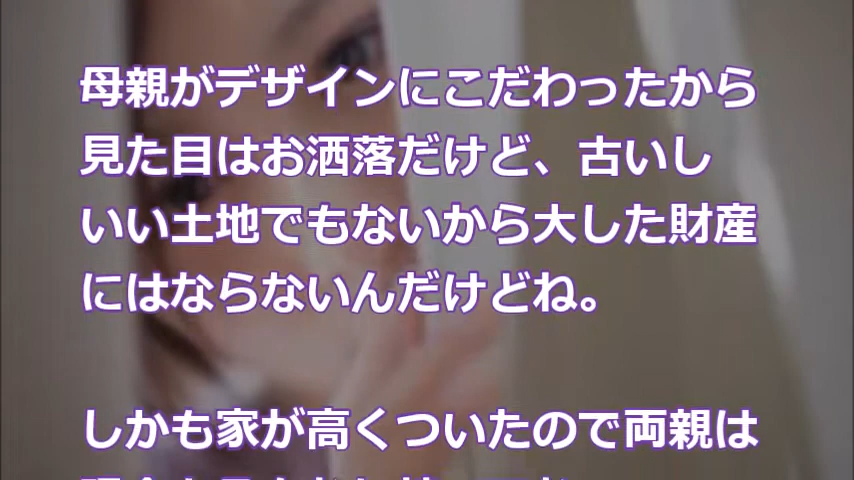 母親がデザインにこだわったから
見た目はお洒落だけど、古いし
いい土地でもないから大した財産
にはならないんだけどね。
しかも家が高くついたので両親は